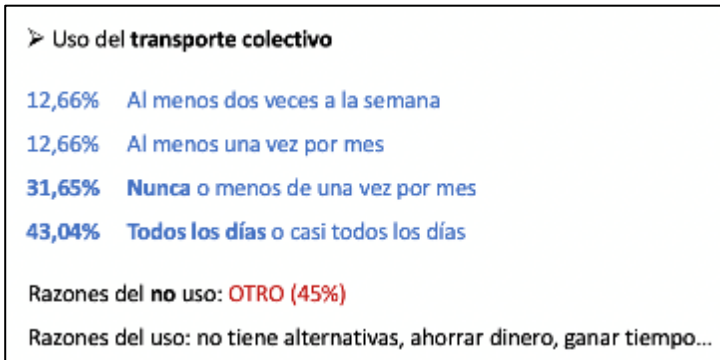 ➢ Uso del transporte colectivo
12,66% Al menos dos veces a la semana
12,66% Al menos una vez por mes
31,65% Nunca o menos de una vez por mes
43,04% Todos los días o casi todos los días
Razones del no uso: OTRO (45%)
Razones del uso: no tiene alternativas, ahorrar dinero, ganar tiempo...